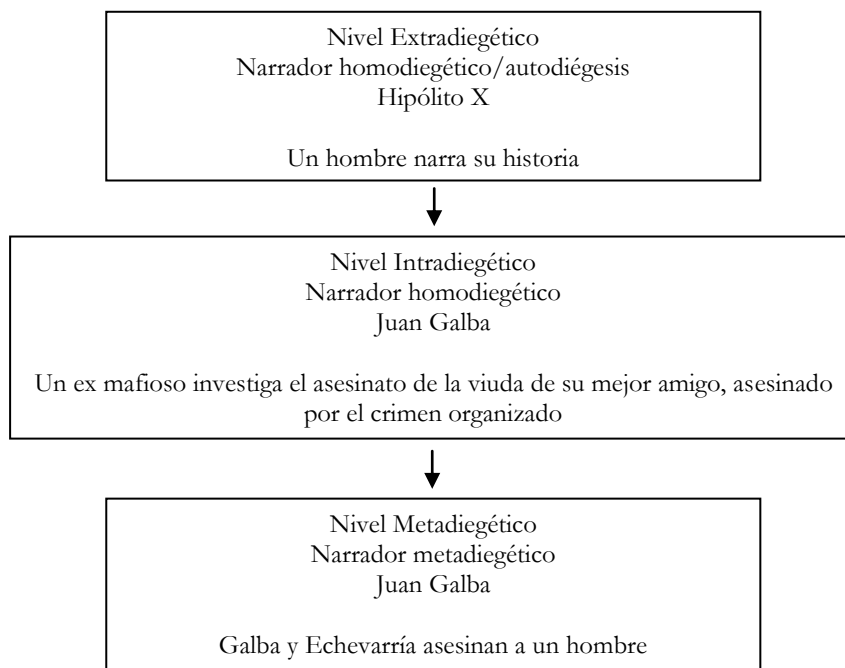 Nivel Extradiegético
Narrador homodiegético/autodiégesis
Hipólito X
Un hombre narra su historia
Nivel Intradiegético
Narrador homodiegético
Juan Galba
Un ex mafioso investiga el asesinato de la viuda de su mejor amigo, asesinado
por el crimen organizado
Nivel Metadiegético
Narrador metadiegético
Juan Galba
Galba y Echevarría asesinan a un hombre